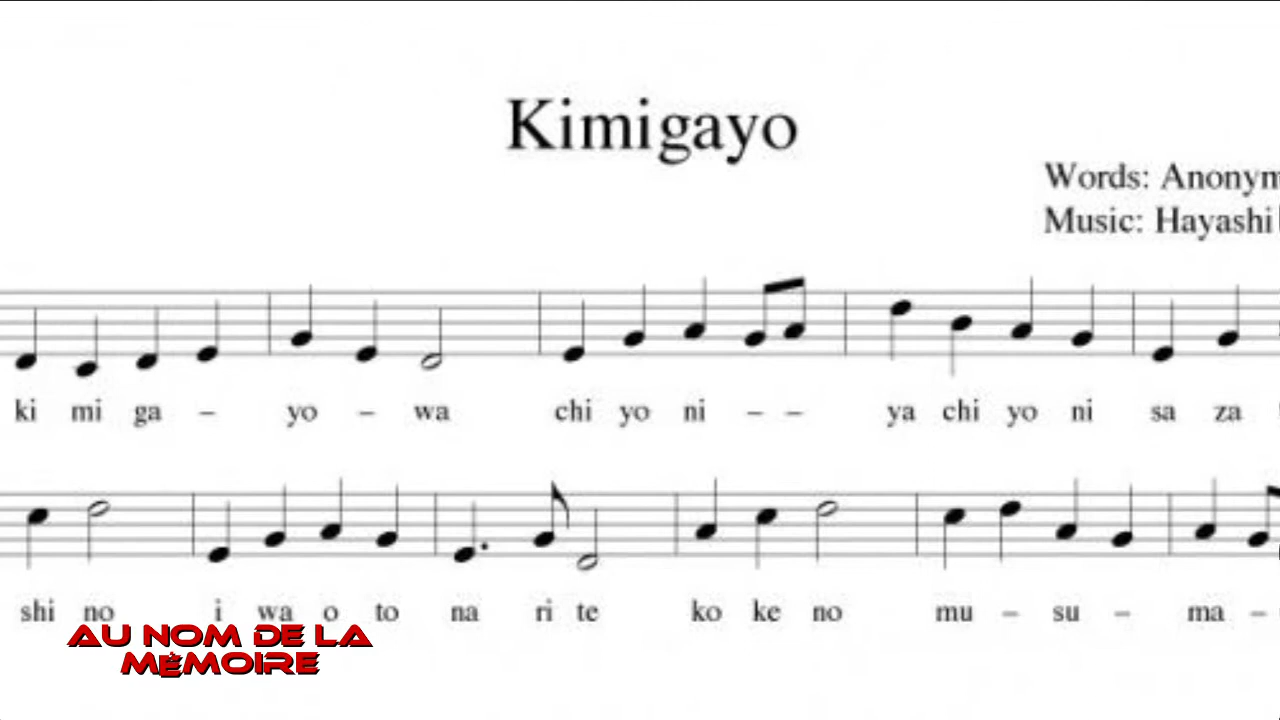 Kimigayo
Words: Anonym
Music: Hayashi
ki mi ga – yo – wa chi yo ni – – ya chi yo ni sa za
shi no i wa o to na ri te ko ke no mu – su – ma –
AU NOM DE LA
MÉMOIRE